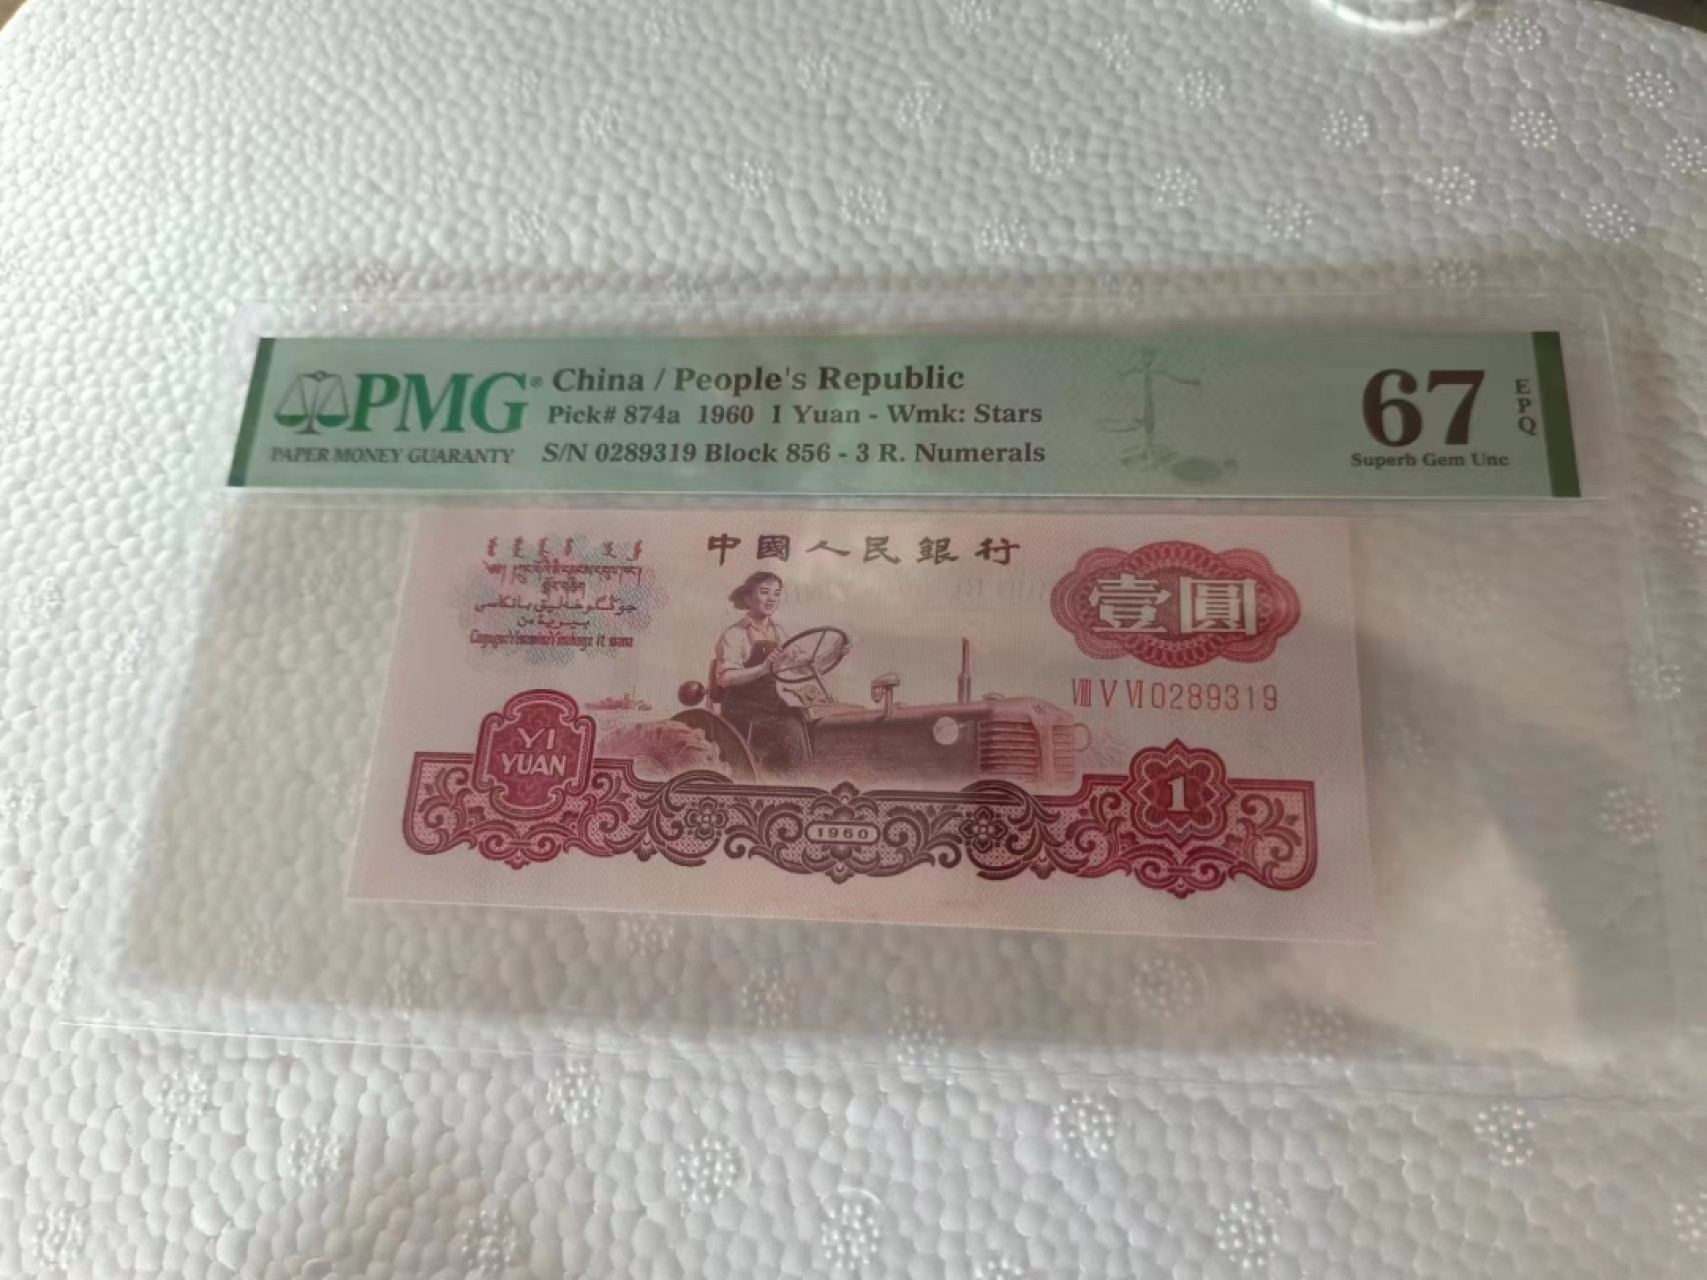 PMG® China / People's Republic
Pick# 874a 1960 1 Yuan - Wmk: Stars
PAPER MONEY GUARANTY S/N 0289319 Block 856 - 3 R. Numerals
67 EPQ
Superb Gem Unc
中國人民銀行
壹圓
VIII V VI 0289319
YI
YUAN
1
1960